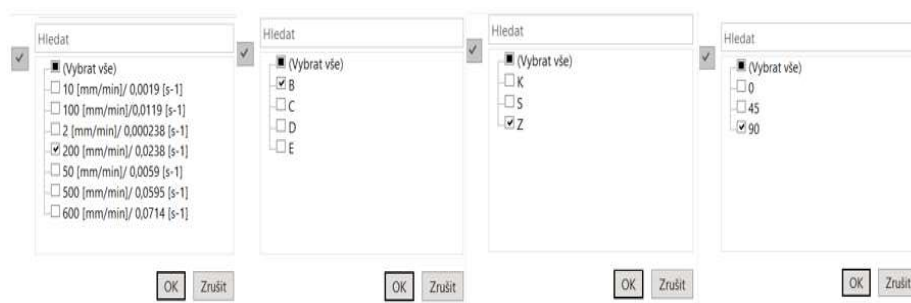 Hledat
(Vybrat vše)
10 [mm/min]/ 0,0019 [s-1]
100 [mm/min]/0,0119 [s-1]
2 [mm/min]/ 0,000238 [s-1]
200 [mm/min]/ 0,0238 [s-1]
50 [mm/min]/ 0,0059 [s-1]
500 [mm/min]/ 0,0595 [s-1]
600 [mm/min]/ 0,0714 [s-1]
OK Zrušit
Hledat
(Vybrat vše)
B
C
D
E
OK Zrušit
Hledat
(Vybrat vše)
K
S
Z
OK Zrušit
Hledat
(Vybrat vše)
0
45
90
OK Zrušit